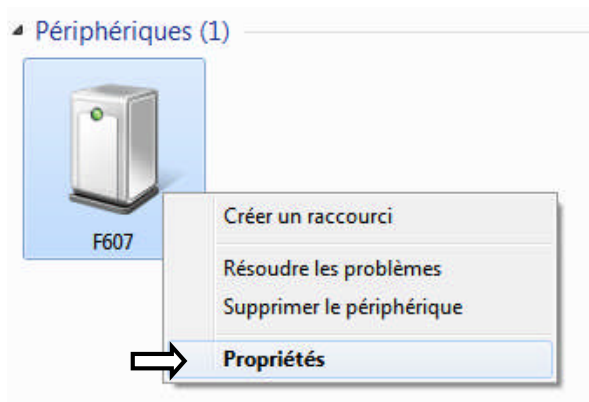 Périphériques (1)
F607
Créer un raccourci
Résoudre les problèmes
Supprimer le périphérique
Propriétés